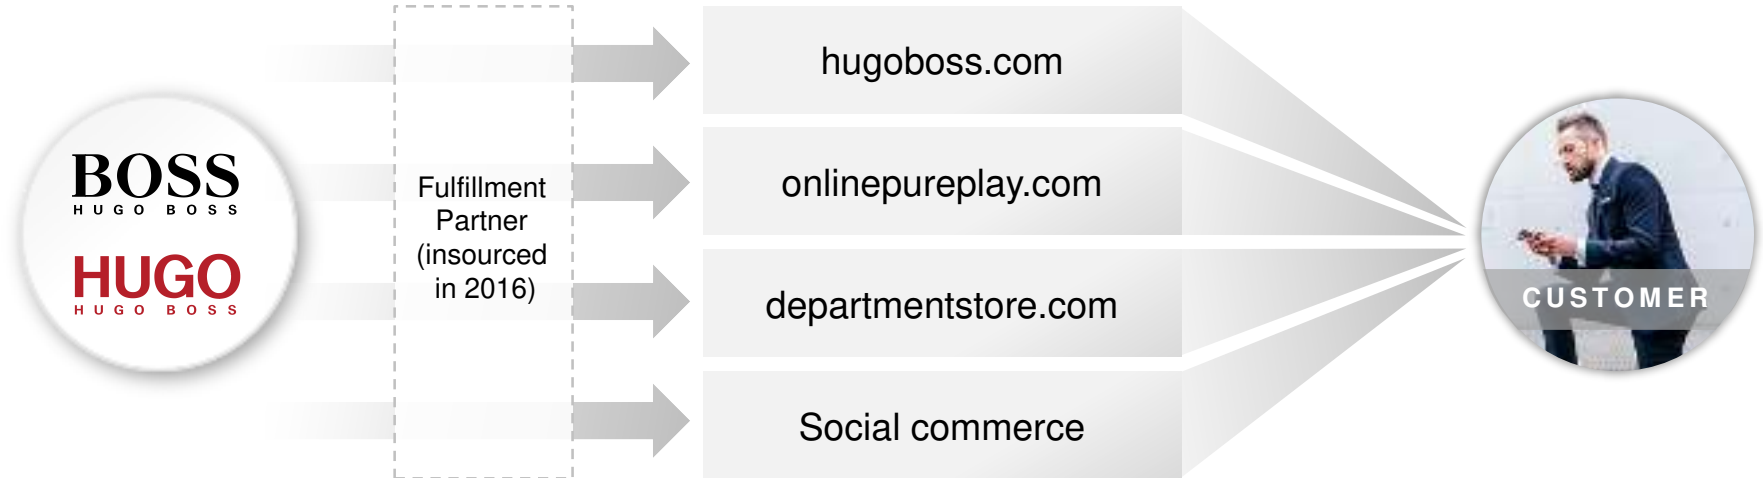 BOSS
HUGO BOSS
HUGO
HUGO BOSS
Fulfillment
Partner
(insourced
in 2016)
hugoboss.com
onlinepureplay.com
departmentstore.com
Social commerce
CUSTOMER